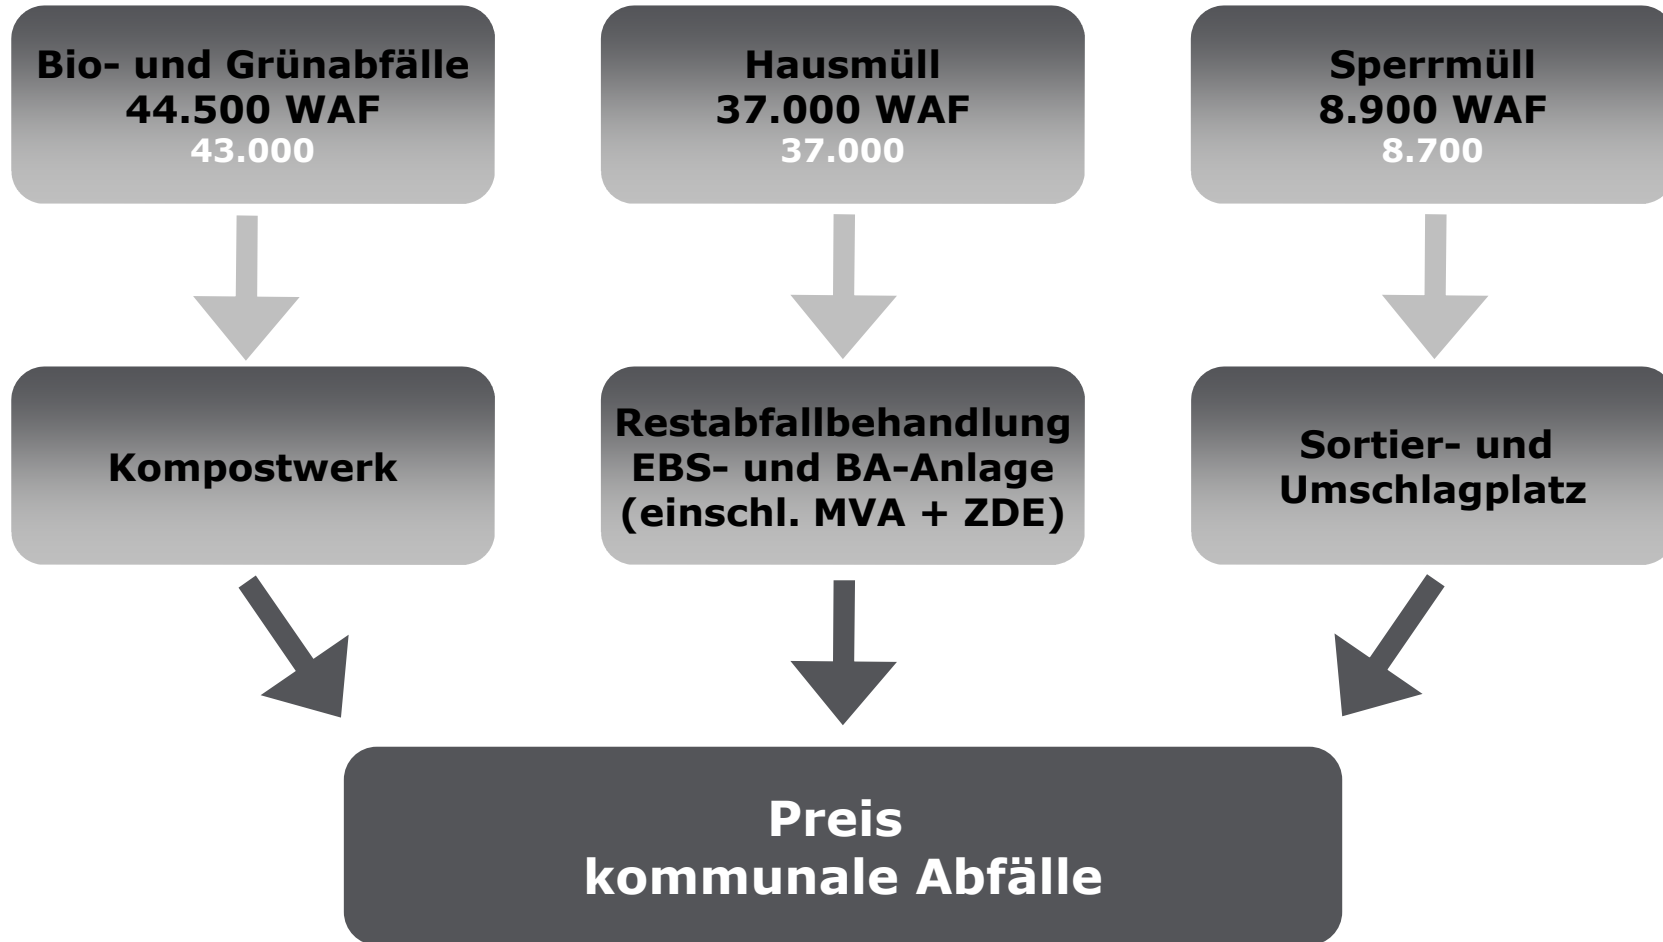 Bio- und Grünabfälle
44.500 WAF
43.000
Hausmüll
37.000 WAF
37.000
Sperrmüll
8.900 WAF
8.700
Kompostwerk
Restabfallbehandlung
EBS- und BA-Anlage
(einschl. MVA + ZDE)
Sortier- und
Umschlagplatz
Preis
kommunale Abfälle